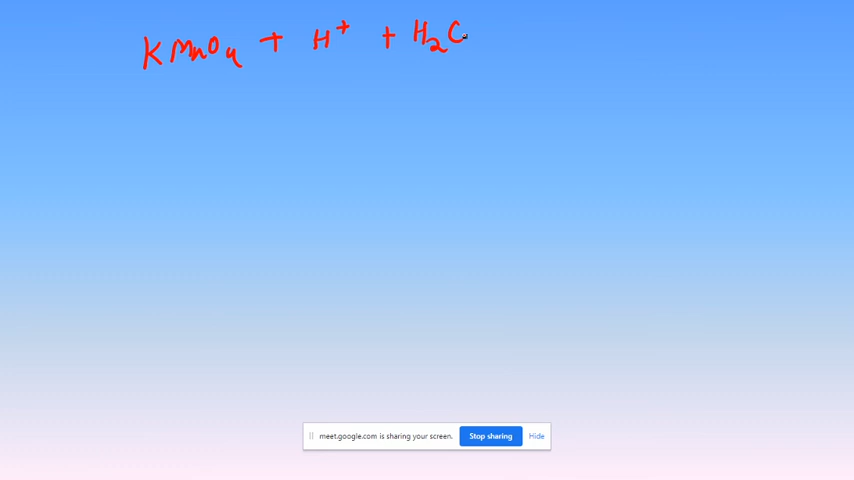 KMnO4 + H+ + H2C
meet.google.com is sharing your screen. Stop sharing Hide